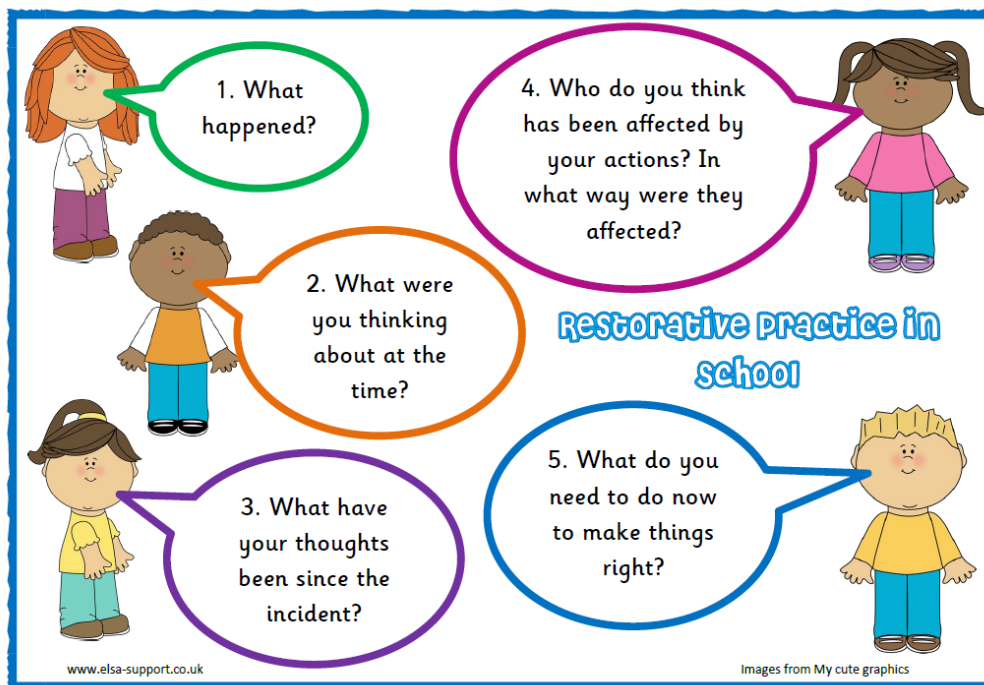 1. What
happened?
2. What were
you thinking
about at the
time?
3. What have
your thoughts
been since the
incident?
4. Who do you think
has been affected by
your actions? In
what way were they
affected?
Restorative Practice in
School
5. What do you
need to do now
to make things
right?
www.elsa-support.co.uk
Images from My cute graphics